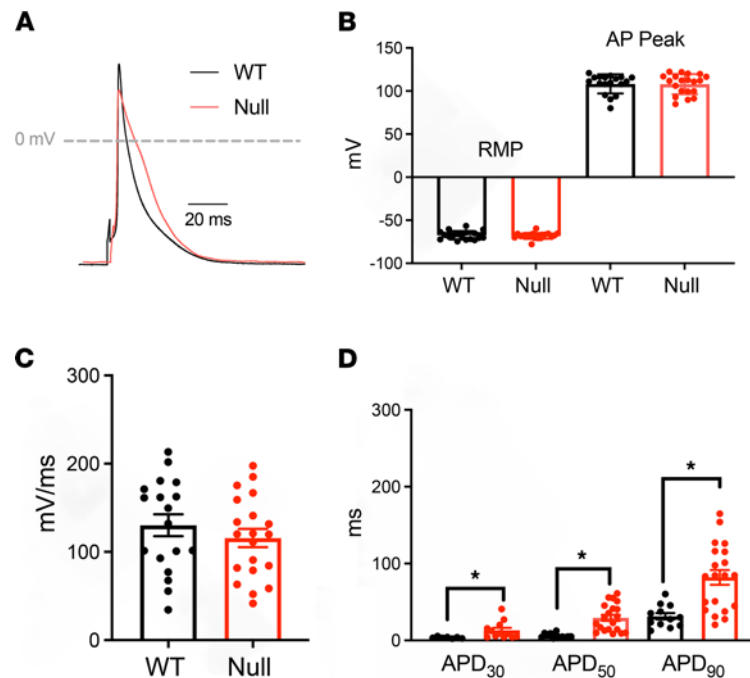 A
WT
Null
0 mV
20 ms
B
AP Peak
150
100
50
0
-50
-100
mV
RMP
WT
Null
WT
Null
C
300
200
100
0
mV/ms
WT
Null
D
300
200
100
0
ms
*
*
*
APD30
APD50
APD90